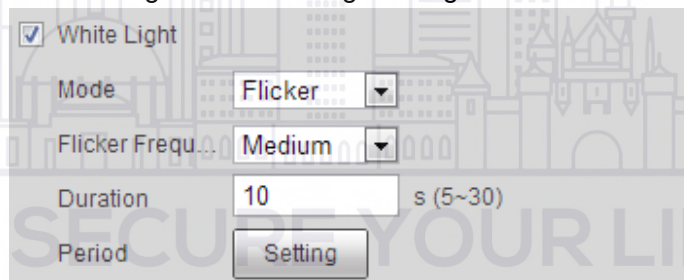 White Light
Mode Flicker
Flicker Frequ... Medium
Duration 10 s (5~30)
SECURE YOUR LI
Period Setting